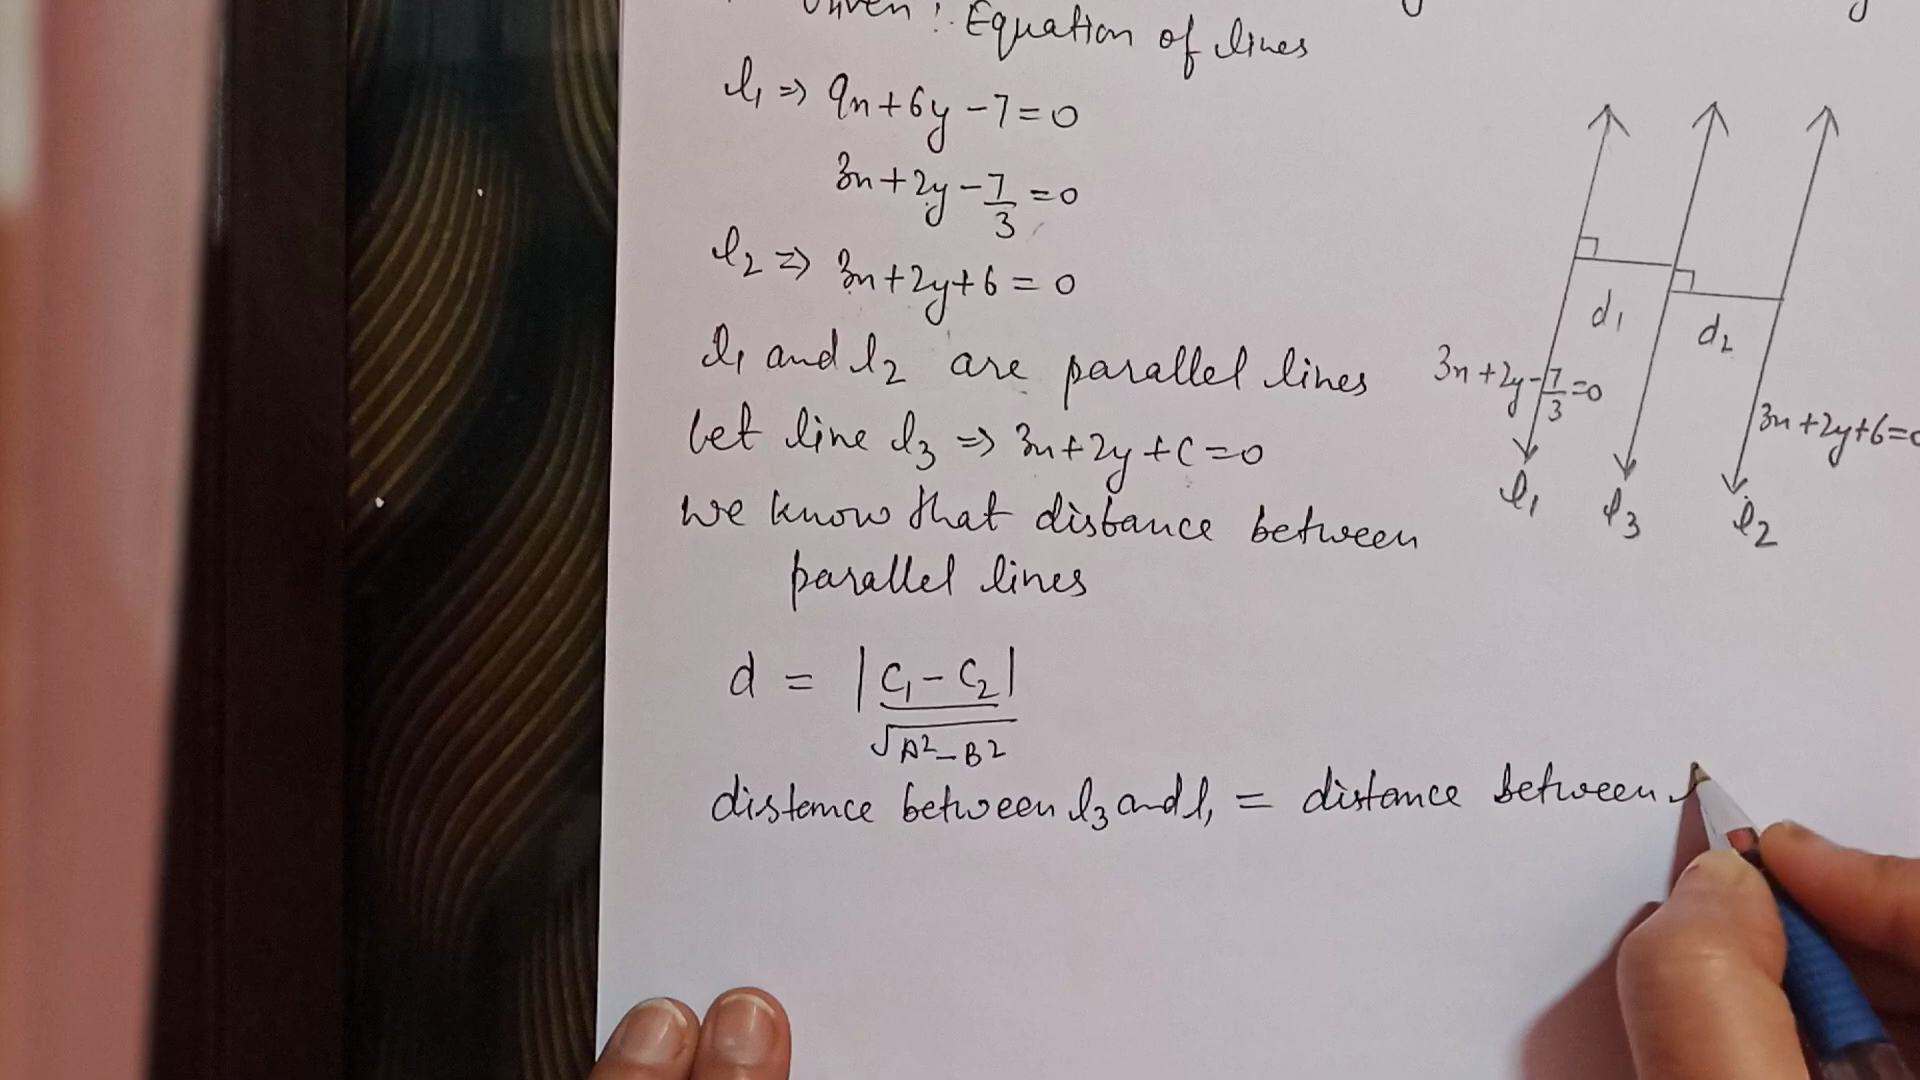 Given: Equation of lines
l₁ => 9x+6y-7=0
3x+2y-7/3=0
l₂ => 3x+2y+6=0
l₁ and l₂ are parallel lines
Let line l₃ => 3x+2y+C=0
we know that distance between
parallel lines
d = |C₁-C₂|
√A²-B²
distance between l₃ and l₁ = distance between
d₁
d₂
3x+2y-7/3=0
3x+2y+6=0
l₁
l₃
l₂